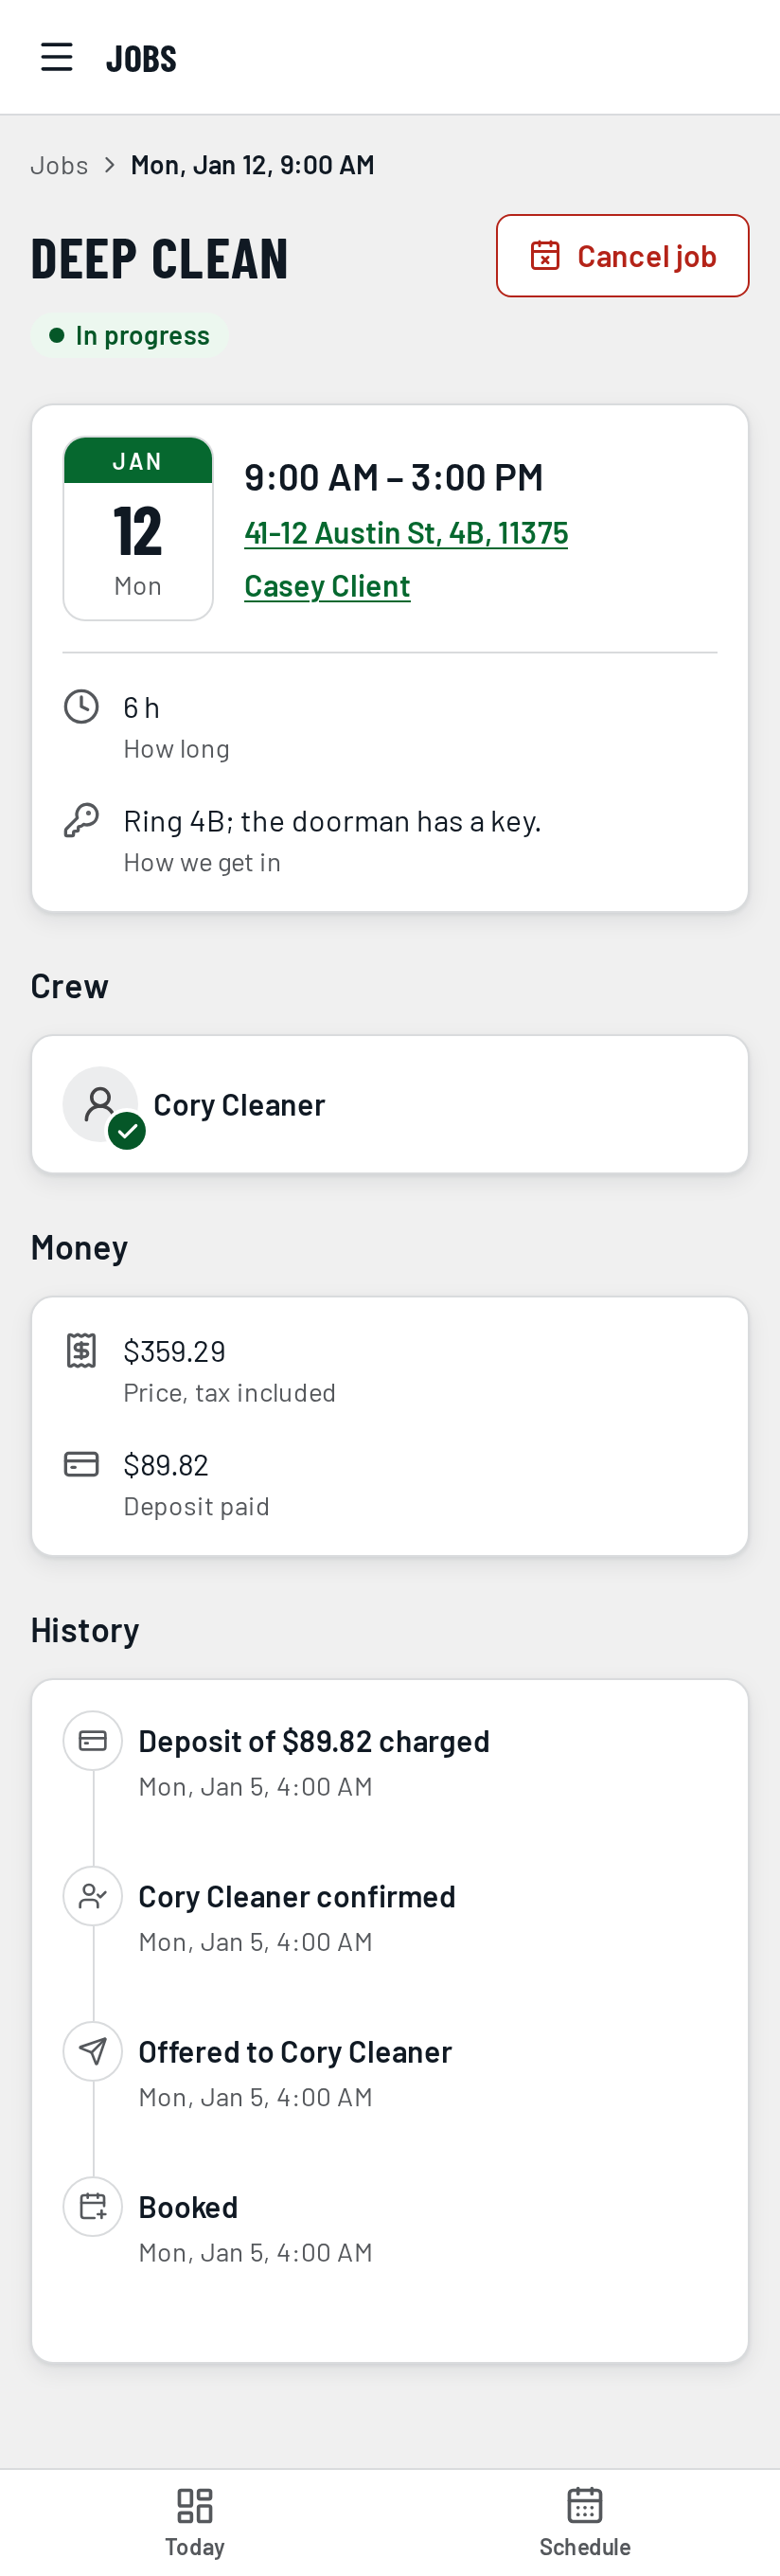 JOBS
Jobs > Mon, Jan 12, 9:00 AM
DEEP CLEAN
Cancel job
In progress
JAN
12
Mon
9:00 AM – 3:00 PM
41-12 Austin St, 4B, 11375
Casey Client
6 h
How long
Ring 4B; the doorman has a key.
How we get in
Crew
Cory Cleaner
Money
$359.29
Price, tax included
$89.82
Deposit paid
History
Deposit of $89.82 charged
Mon, Jan 5, 4:00 AM
Cory Cleaner confirmed
Mon, Jan 5, 4:00 AM
Offered to Cory Cleaner
Mon, Jan 5, 4:00 AM
Booked
Mon, Jan 5, 4:00 AM
Today
Schedule